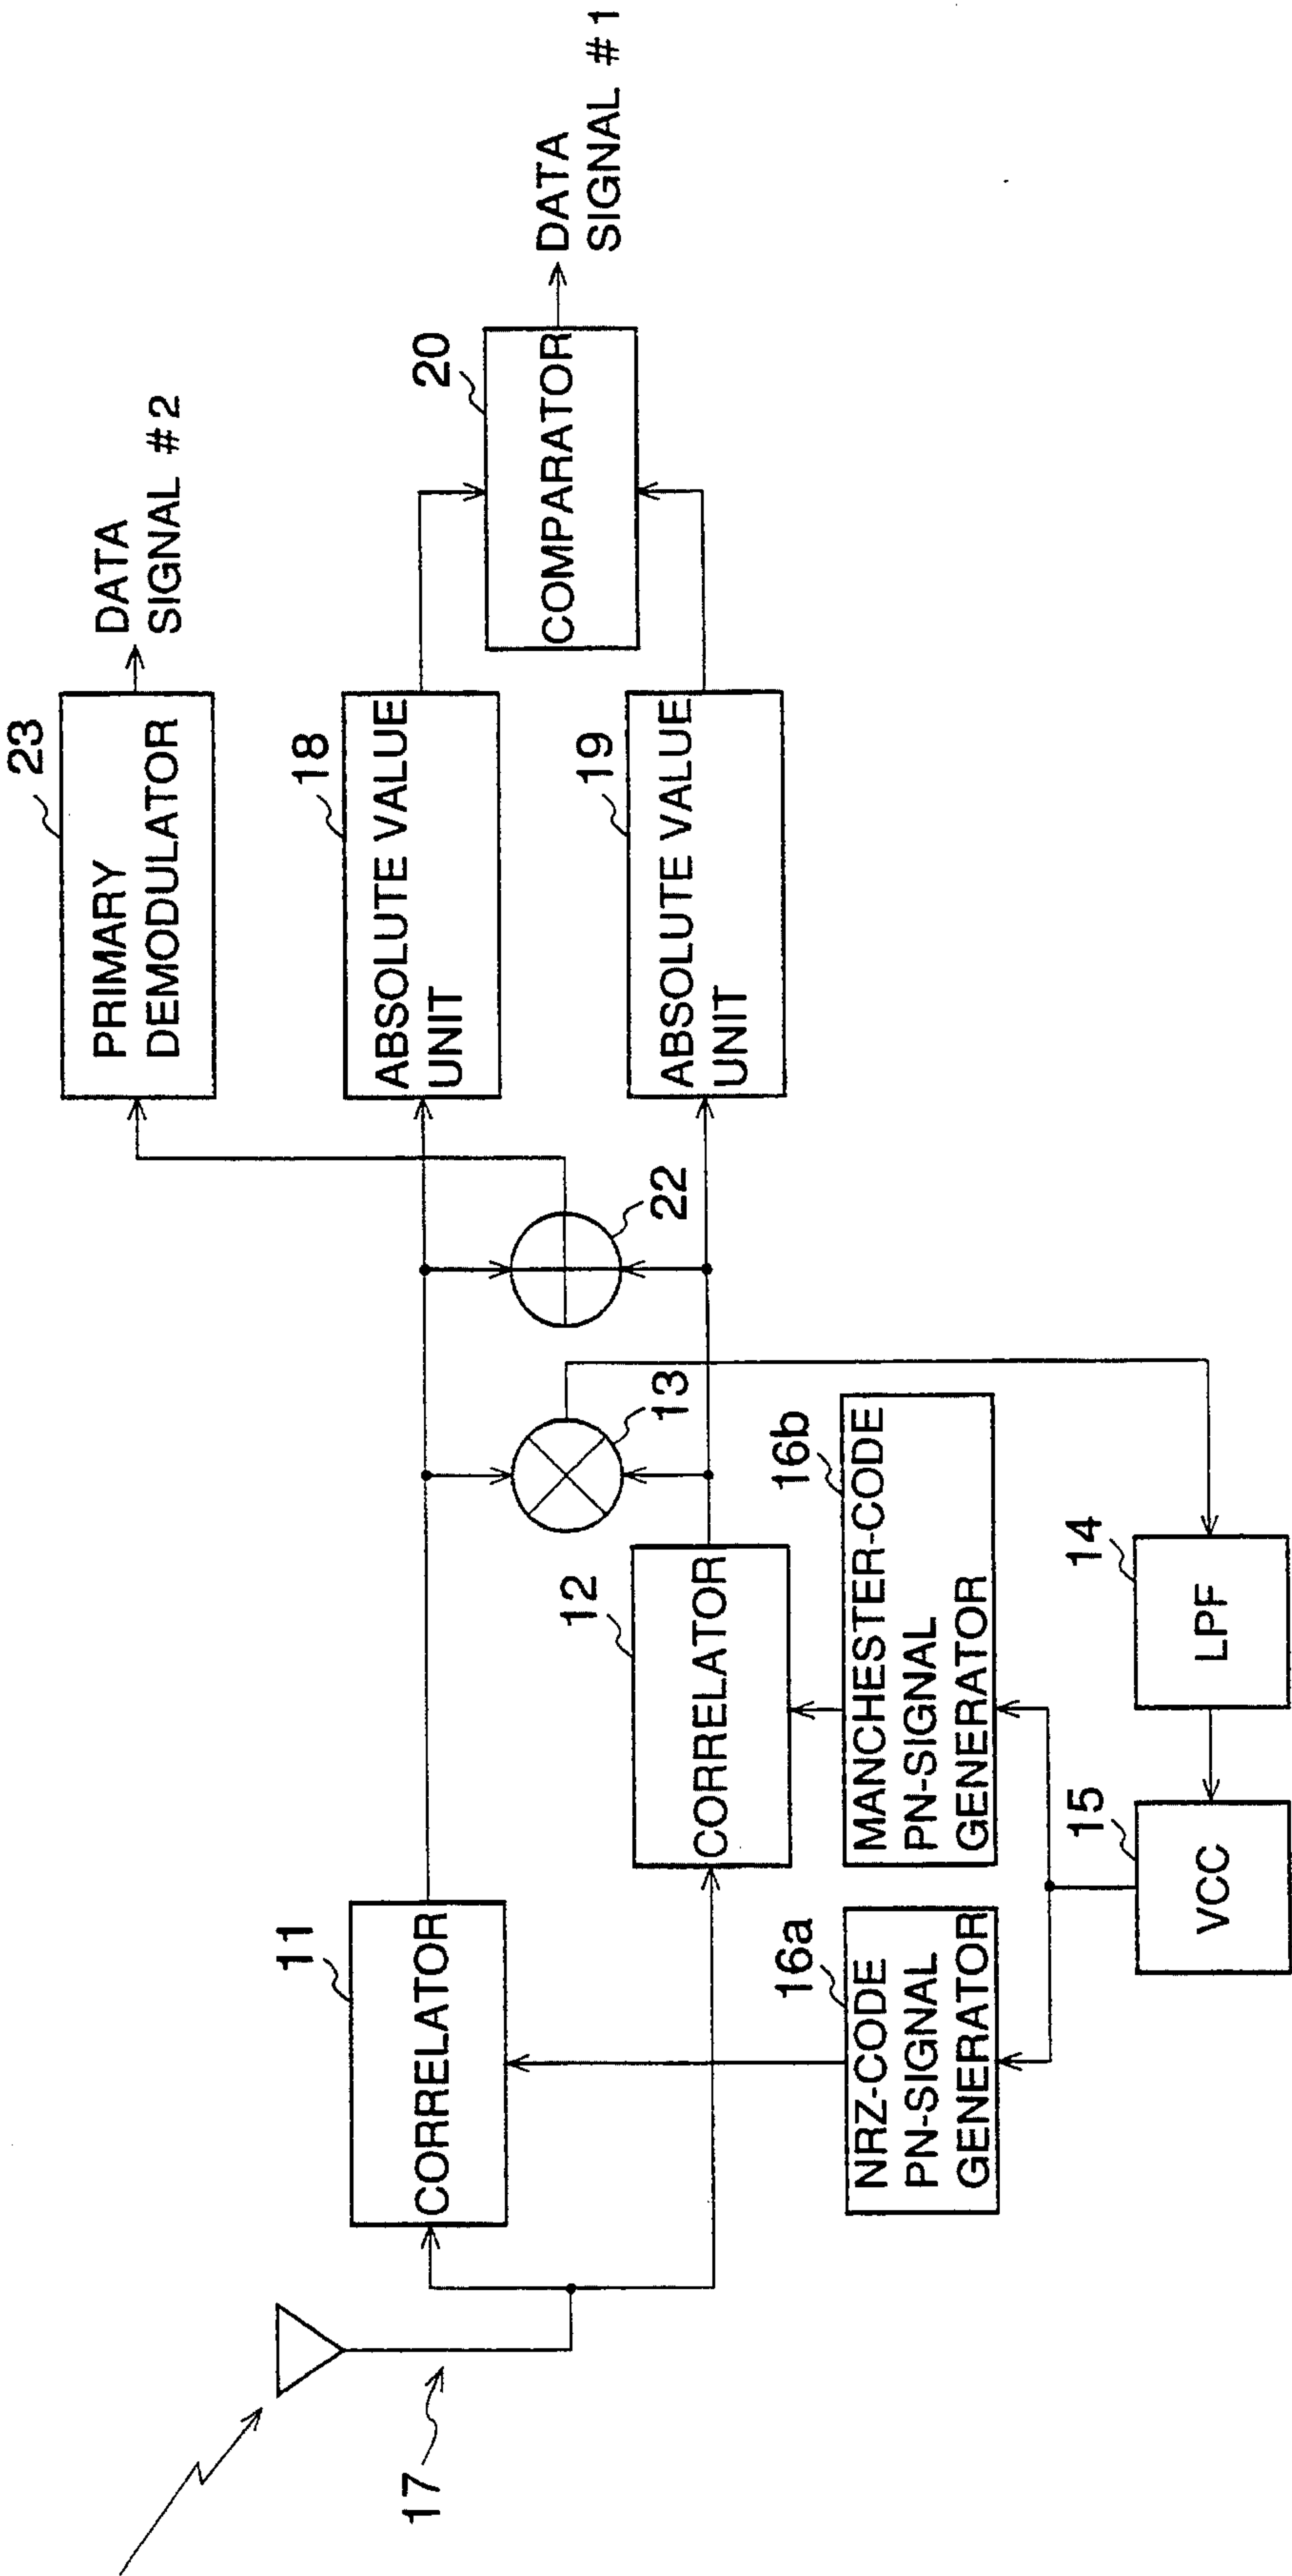 17
11
CORRELATOR
12
CORRELATOR
13
22
16a
NRZ-CODE
PN-SIGNAL
GENERATOR
16b
MANCHESTER-CODE
PN-SIGNAL
GENERATOR
15
VCC
14
LPF
23
PRIMARY
DEMODULATOR
DATA
SIGNAL #2
18
ABSOLUTE VALUE
UNIT
19
ABSOLUTE VALUE
UNIT
20
COMPARATOR
DATA
SIGNAL #1